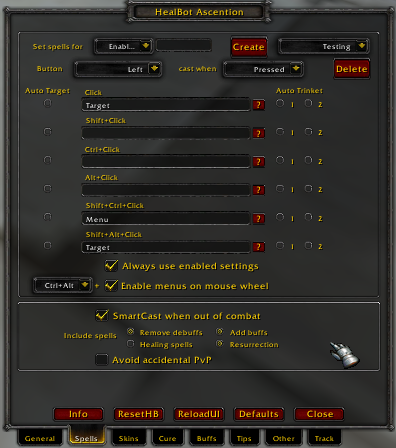 HealBot Ascention
Set spells for Enabl... Create Testing
Button Left cast when Pressed Delete
Auto Target Click Auto Trinket
Target ? 1 2
Shift+Click
? 1 2
Ctrl+Click
? 1 2
Alt+Click
? 1 2
Shift+Ctrl+Click
Menu ? 1 2
Shift+Alt+Click
Target ? 1 2
Always use enabled settings
Ctrl+Alt + Enable menus on mouse wheel
SmartCast when out of combat
Include spells Remove debuffs Add buffs
Healing spells Resurrection
Avoid accidental PvP
Info ResetHB ReloadUI Defaults Close
General Spells Skins Cure Buffs Tips Other Track